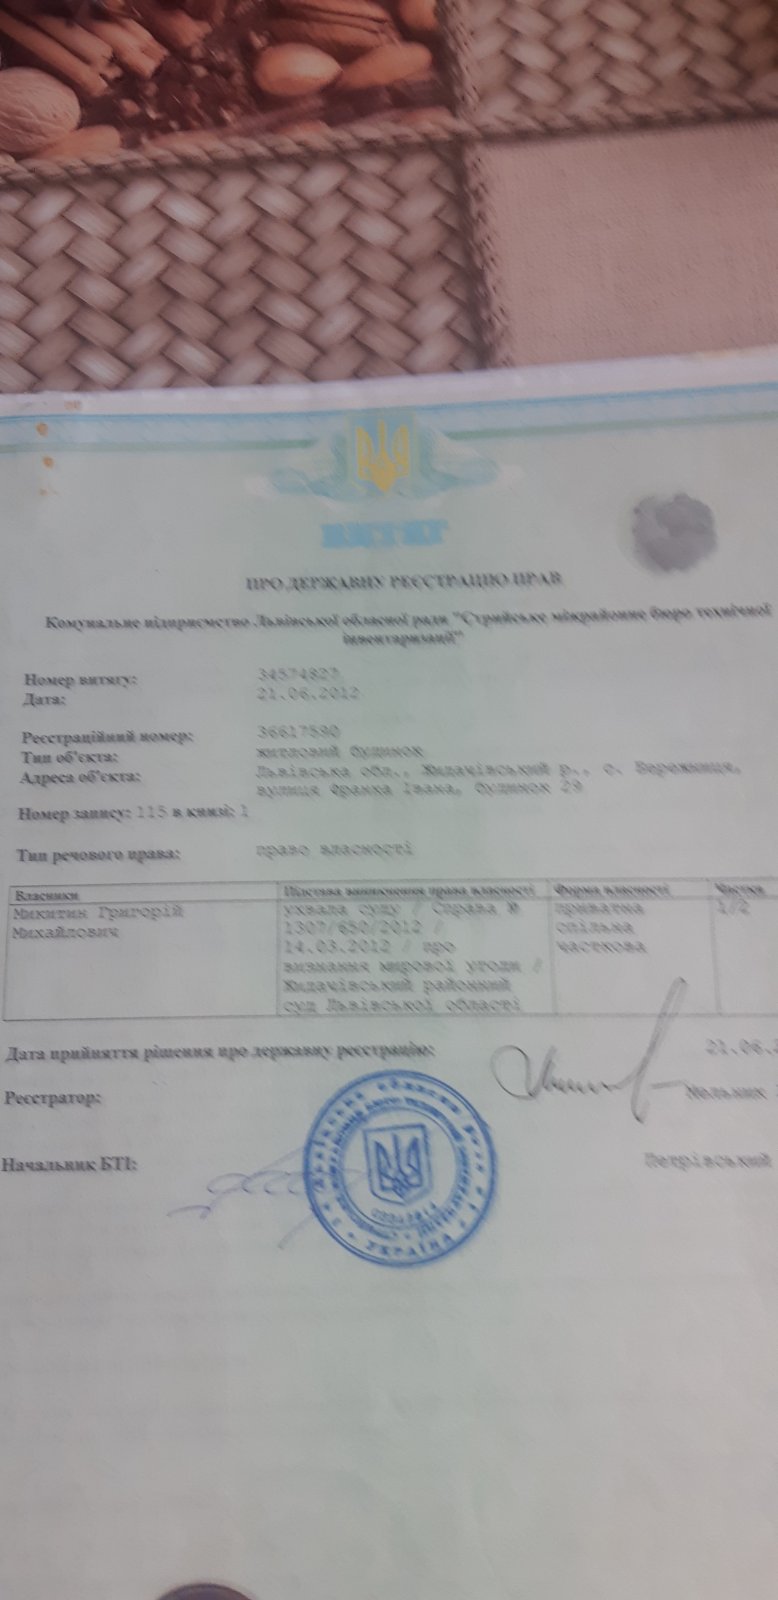 ВИТЯГ
ПРО ДЕРЖАВНУ РЕЄСТРАЦІЮ ПРАВ
Комунальне підприємство Львівської обласної ради "Стрийське міжрайонне бюро технічної
інвентаризації"
Номер витягу: 34574827
Дата: 21.06.2012
Реєстраційний номер: 36617590
Тип об'єкта: житловий будинок
Адреса об'єкта: Львівська обл., Жидачівський р., с. Бережниця,
вулиця Франка Івана, будинок 29
Номер запису: 115 в книзі: 1
Тип речового права: право власності
Власники Підстава виникнення права власності Форма власності Частка
Микитин Григорій ухвала суду / Справа № приватна 1/2
Михайлович 1307/650/2012 / спільна
14.03.2012 / про часткова
визнання мирової угоди /
Жидачівський районний
суд Львівської області
Дата прийняття рішення про державну реєстрацію: 21.06.
Реєстратор: Мельник
Начальник БТІ: Петрівський
УКРАЇНА